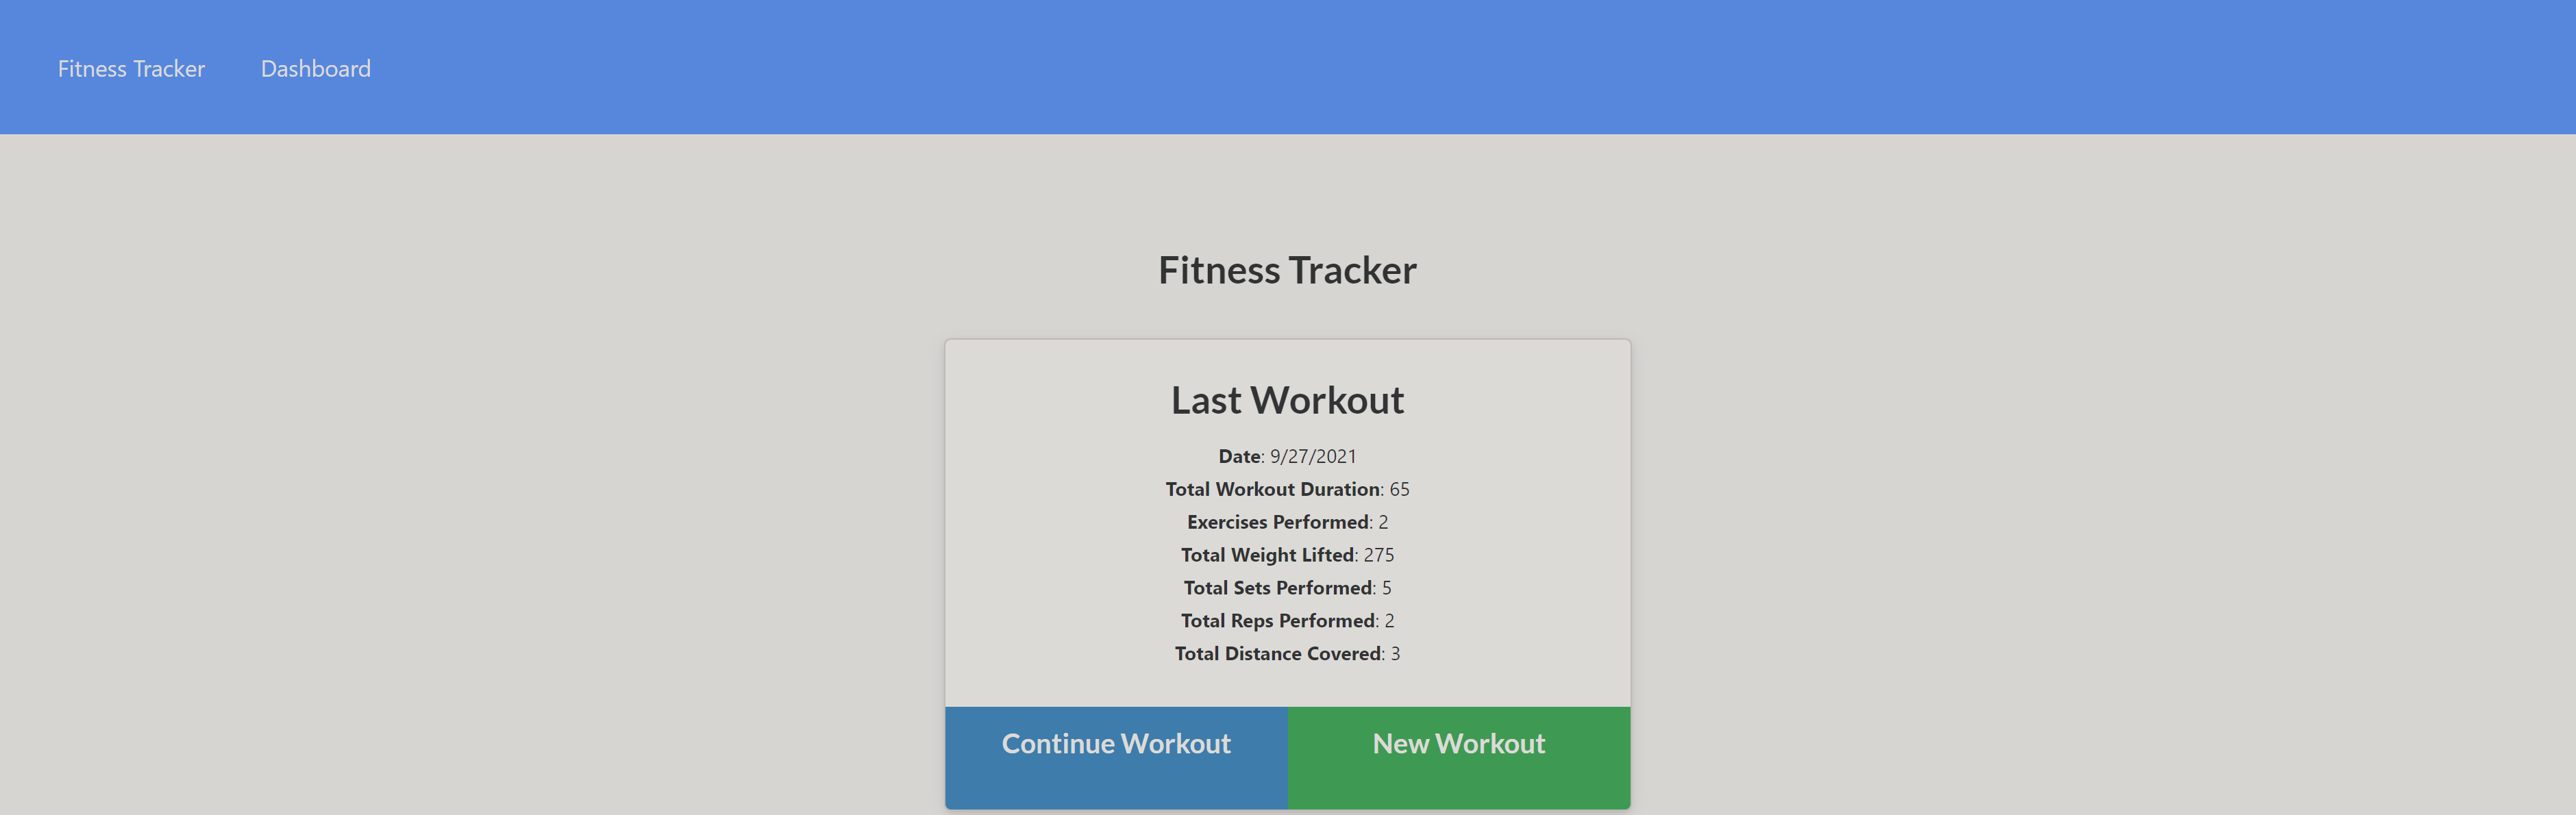 Fitness Tracker Dashboard
Fitness Tracker
Last Workout
Date: 9/27/2021
Total Workout Duration: 65
Exercises Performed: 2
Total Weight Lifted: 275
Total Sets Performed: 5
Total Reps Performed: 2
Total Distance Covered: 3
Continue Workout New Workout